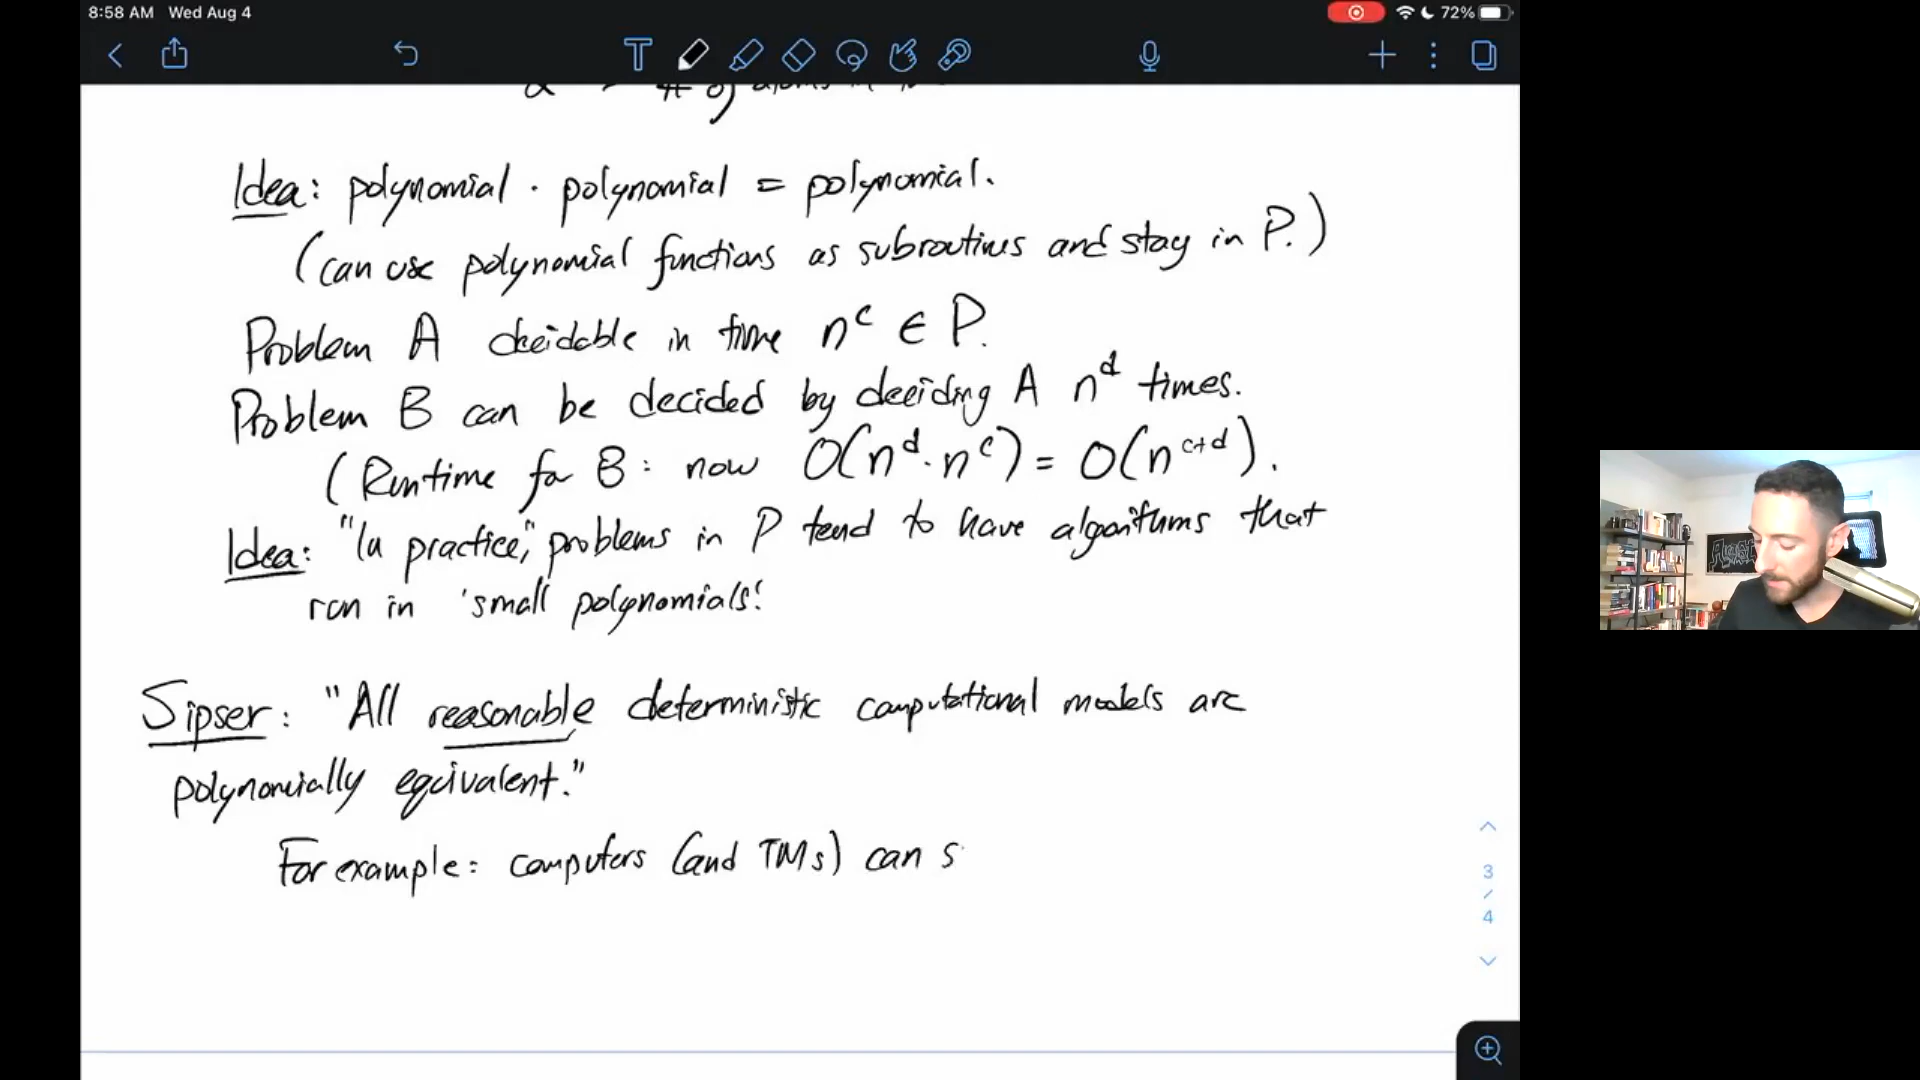 8:58 AM Wed Aug 4
72%
# of atoms in
Idea: polynomial · polynomial = polynomial.
(can use polynomial functions as subroutines and stay in P.)
Problem A decidable in time n^c ∈ P.
Problem B can be decided by deciding A n^d times.
(Runtime for B: now O(n^d · n^c) = O(n^{c+d}).
Idea: "In practice," problems in P tend to have algorithms that
run in 'small polynomials'.
Sipser: "All reasonable deterministic computational models are
polynomially equivalent."
For example: computers (and TMs) can s
3
/
4